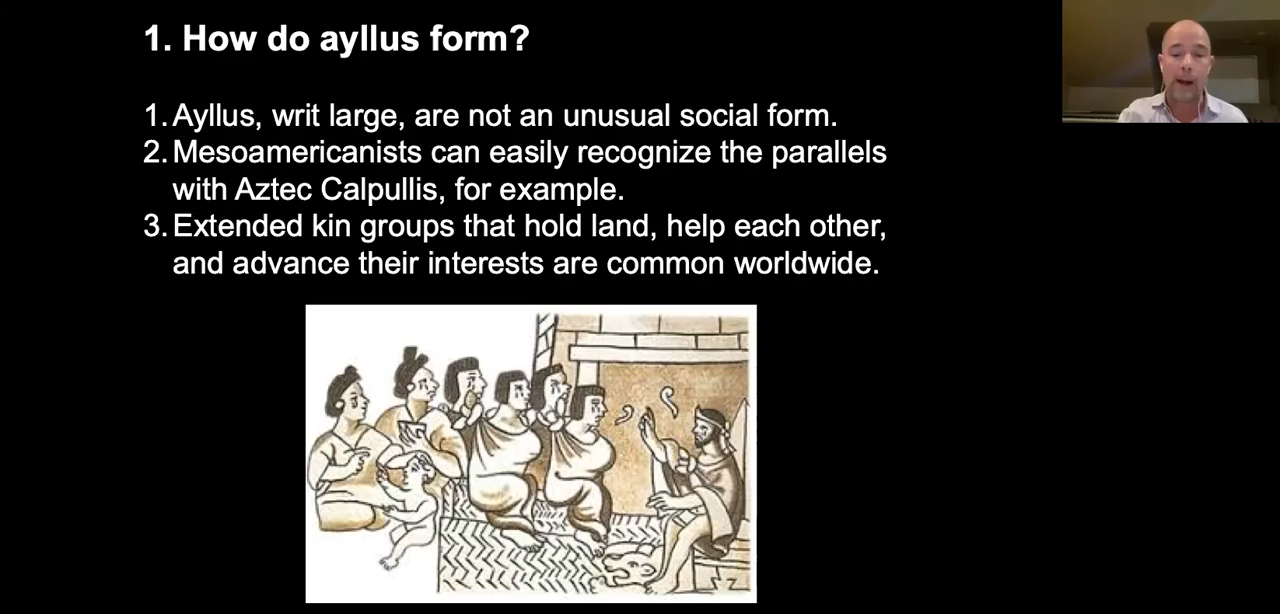 1. How do ayllus form?
1. Ayllus, writ large, are not an unusual social form.
2. Mesoamericanists can easily recognize the parallels
with Aztec Calpullis, for example.
3. Extended kin groups that hold land, help each other,
and advance their interests are common worldwide.